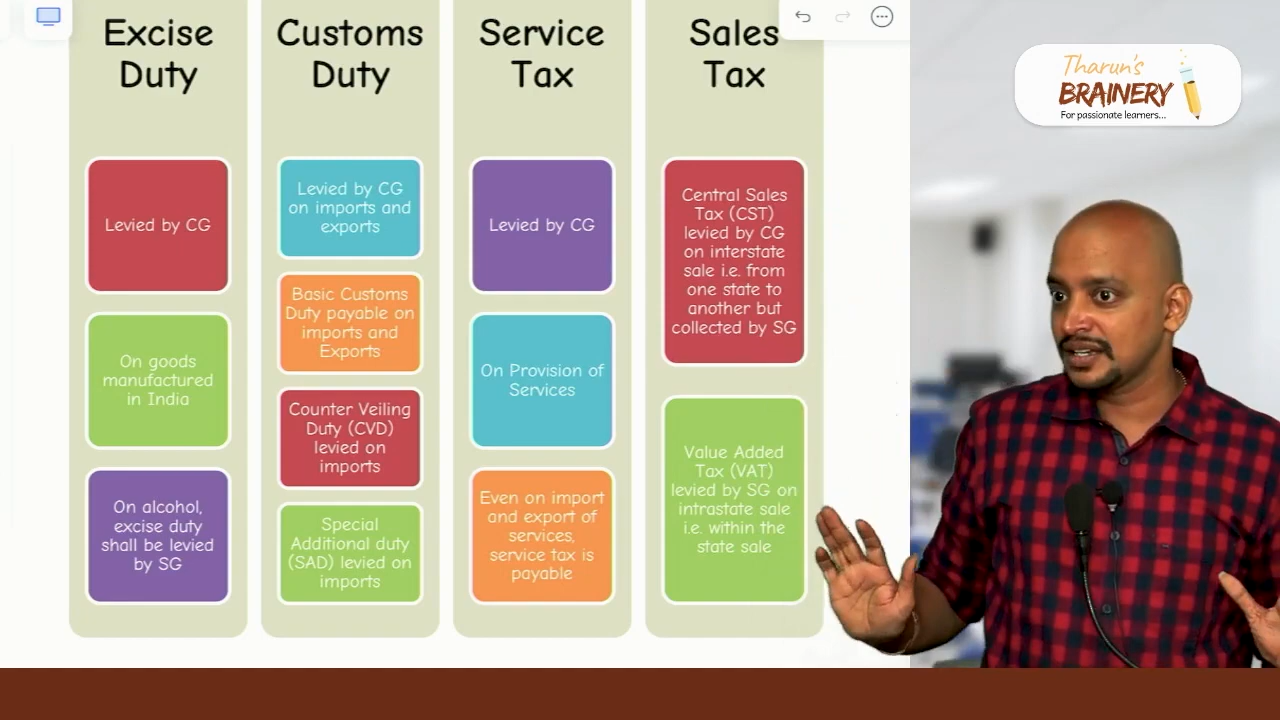 Excise
Duty
Levied by CG
On goods
manufactured
in India
On alcohol,
excise duty
shall be levied
by SG
Customs
Duty
Levied by CG
on imports and
exports
Basic Customs
Duty payable on
imports and
Exports
Counter Veiling
Duty (CVD)
levied on
imports
Special
Additional duty
(SAD) levied on
imports
Service
Tax
Levied by CG
On Provision of
Services
Even on import
and export of
services,
service tax is
payable
Sales
Tax
Central Sales
Tax (CST)
levied by CG
on interstate
sale i.e. from
one state to
another but
collected by SG
Value Added
Tax (VAT)
levied by SG on
intrastate sale
i.e. within the
state sale
Tharun's
BRAINERY
For passionate learners...